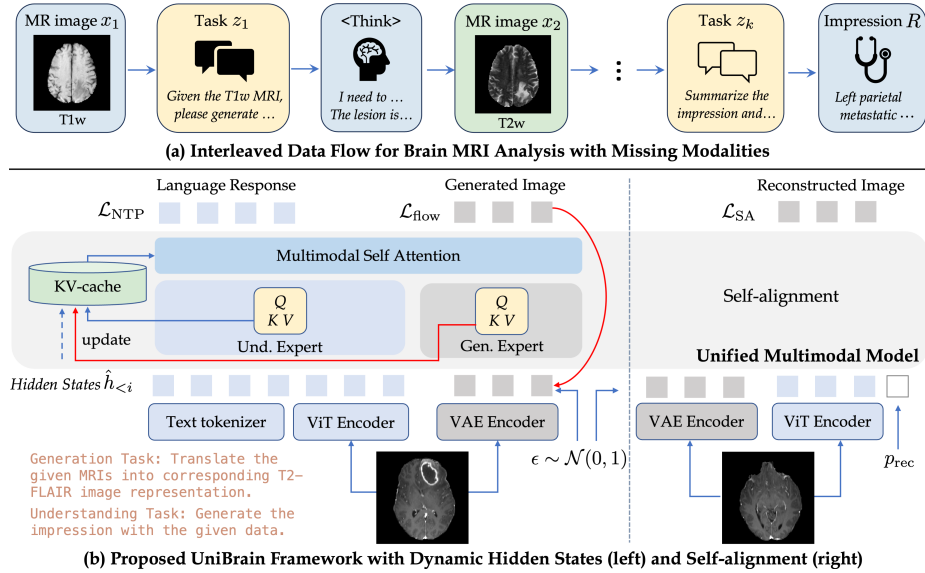 MR image x₁
T1w
Task z₁
Given the T1w MRI,
please generate …
<Think>
I need to …
The lesion is…
MR image x₂
T2w
⋮
Task zₖ
Summarize the
impression and…
Impression R
Left parietal
metastatic …
(a) Interleaved Data Flow for Brain MRI Analysis with Missing Modalities
Language Response
Generated Image
Reconstructed Image
ℒ_NTP
ℒ_flow
ℒ_SA
Multimodal Self Attention
KV-cache
Q
K V
Und. Expert
Q
K V
Gen. Expert
update
Self-alignment
Unified Multimodal Model
Hidden States ĥ_{<i}
Text tokenizer
ViT Encoder
VAE Encoder
VAE Encoder
ViT Encoder
ϵ ∼ 𝒩(0, 1)
p_rec
Generation Task: Translate the
given MRIs into corresponding T2-
FLAIR image representation.
Understanding Task: Generate the
impression with the given data.
(b) Proposed UniBrain Framework with Dynamic Hidden States (left) and Self-alignment (right)